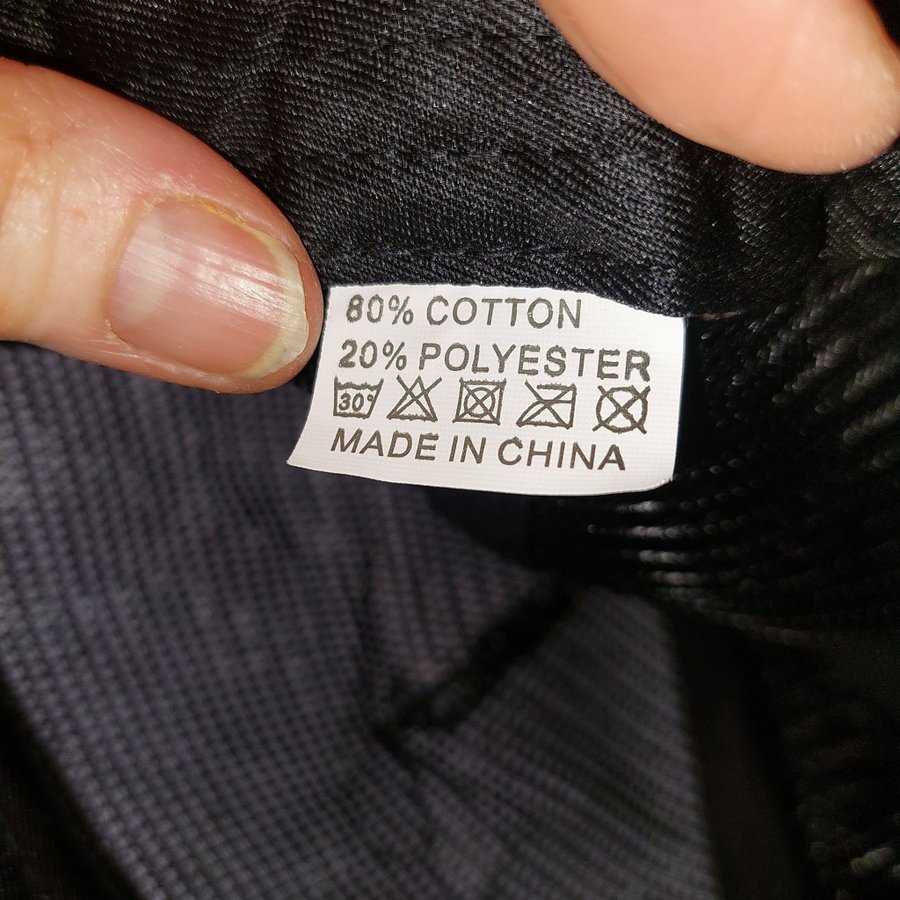 80% COTTON
20% POLYESTER
30°
MADE IN CHINA